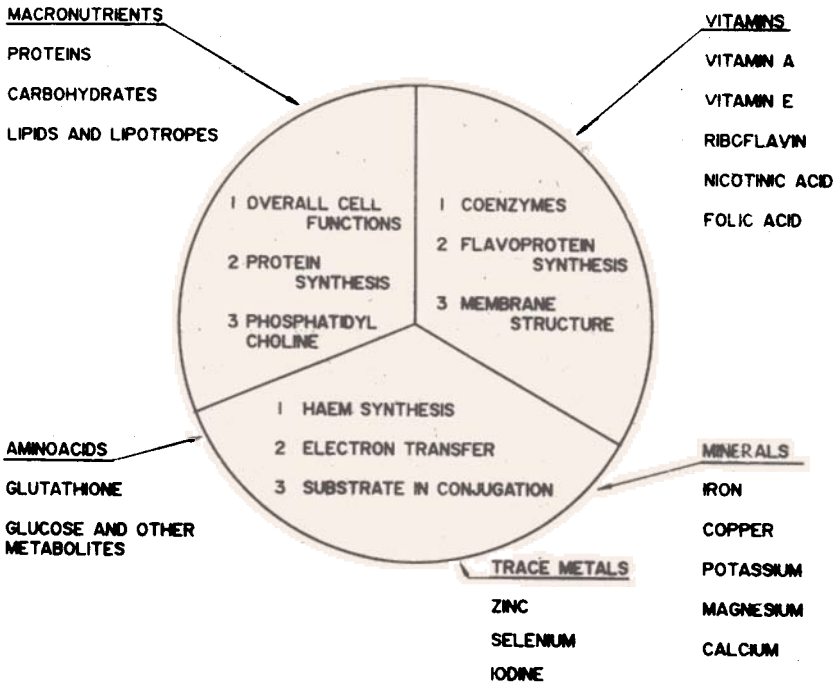 MACRONUTRIENTS
PROTEINS
CARBOHYDRATES
LIPIDS AND LIPOTROPES
VITAMINS
VITAMIN A
VITAMIN E
RIBOFLAVIN
NICOTINIC ACID
FOLIC ACID
1 OVERALL CELL
FUNCTIONS
2 PROTEIN
SYNTHESIS
3 PHOSPHATIDYL
CHOLINE
1 COENZYMES
2 FLAVOPROTEIN
SYNTHESIS
3 MEMBRANE
STRUCTURE
1 HAEM SYNTHESIS
2 ELECTRON TRANSFER
3 SUBSTRATE IN CONJUGATION
AMINOACIDS
GLUTATHIONE
GLUCOSE AND OTHER
METABOLITES
MINERALS
IRON
COPPER
POTASSIUM
MAGNESIUM
CALCIUM
TRACE METALS
ZINC
SELENIUM
IODINE